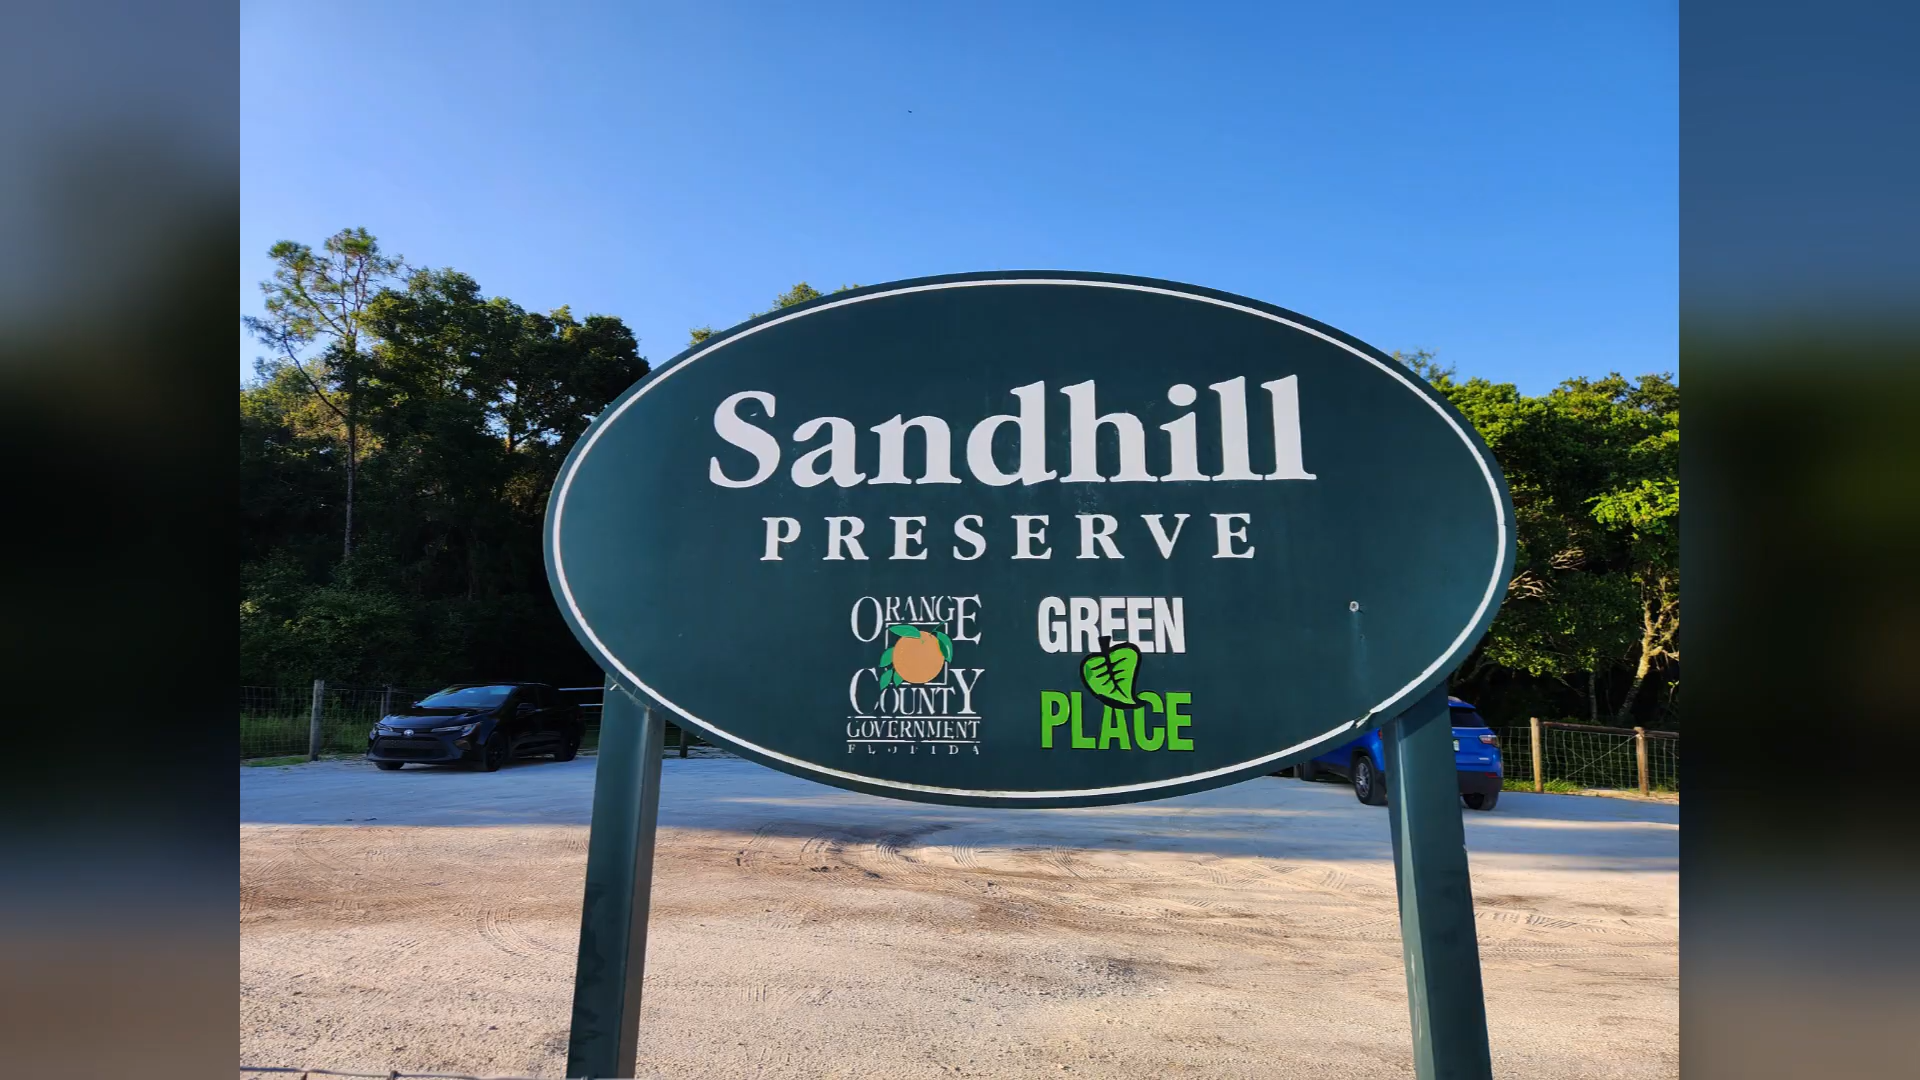 Sandhill
PRESERVE
ORANGE
COUNTY
GOVERNMENT
FLORIDA
GREEN
PLACE